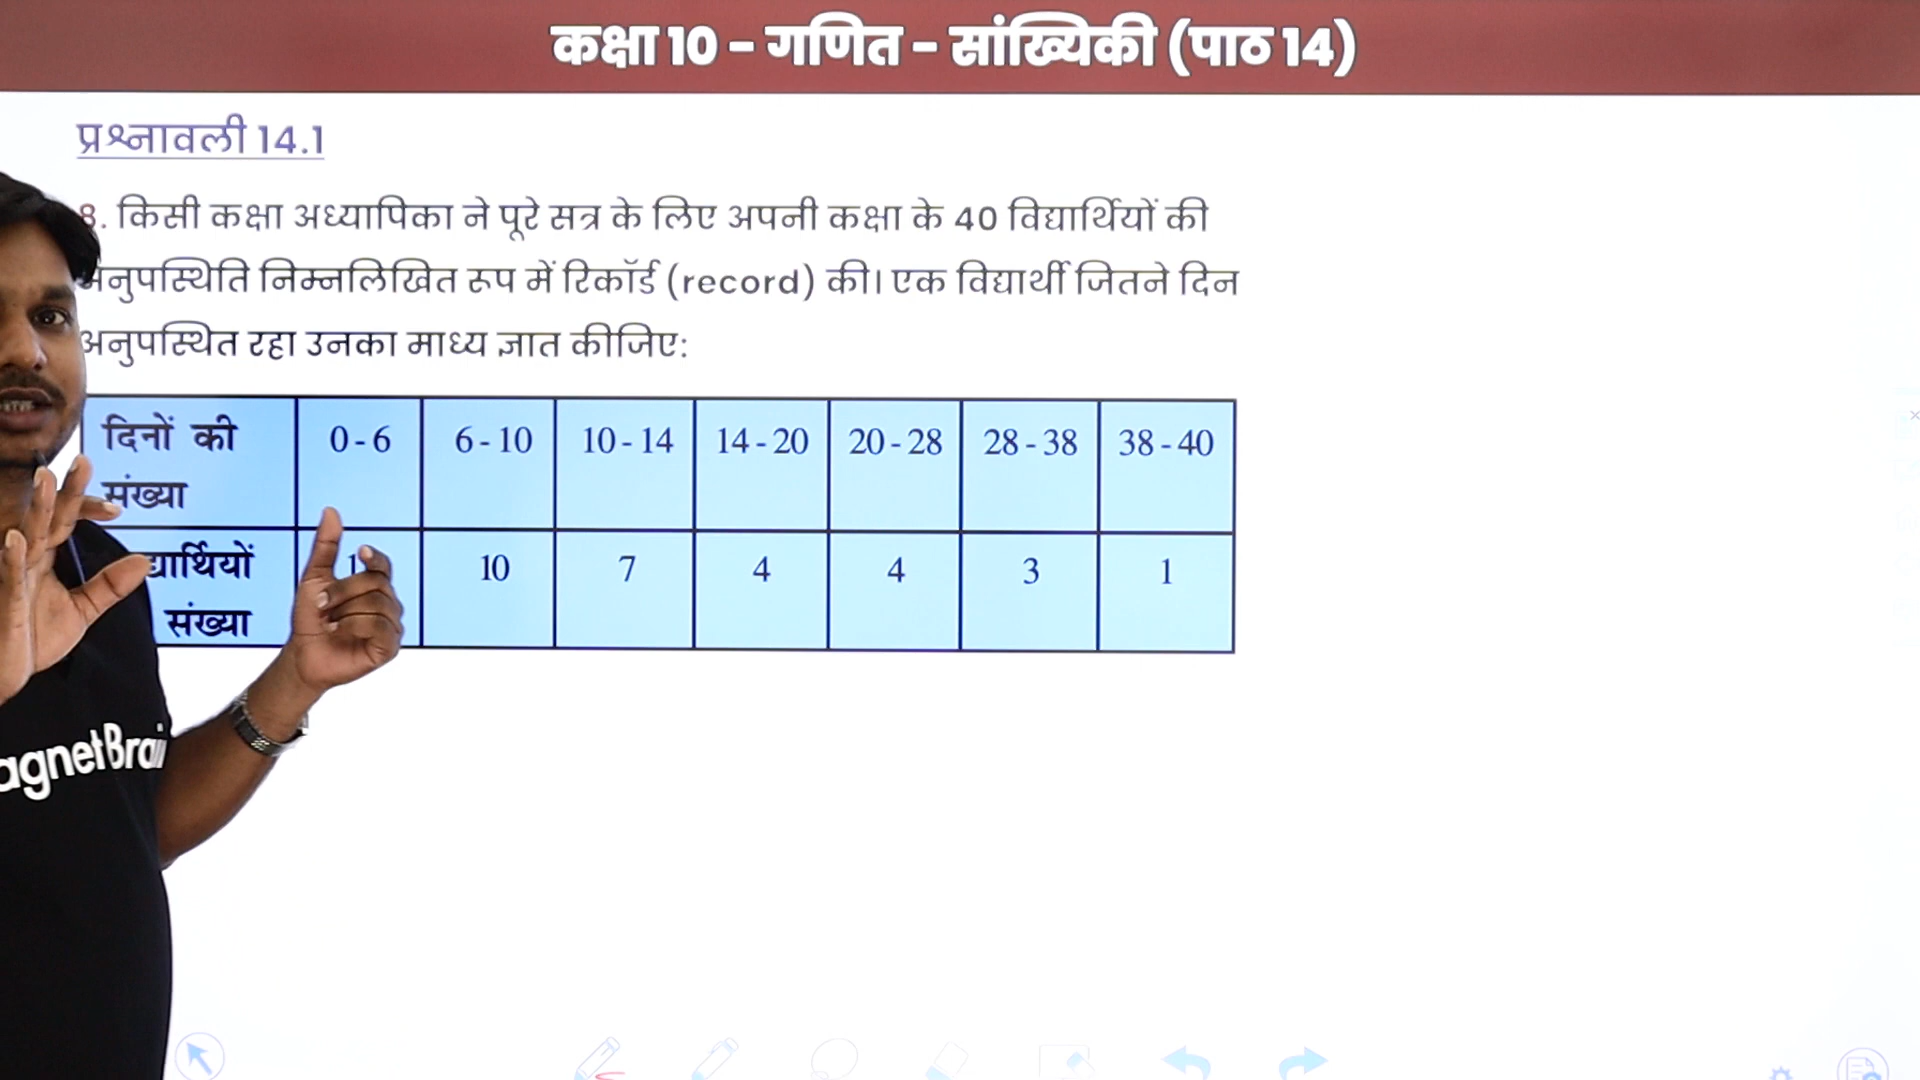 कक्षा 10 – गणित – सांख्यिकी (पाठ 14)
प्रश्नावली 14.1
8. किसी कक्षा अध्यापिका ने पूरे सत्र के लिए अपनी कक्षा के 40 विद्यार्थियों की
अनुपस्थिति निम्नलिखित रूप में रिकॉर्ड (record) की। एक विद्यार्थी जितने दिन
अनुपस्थित रहा उनका माध्य ज्ञात कीजिए:
दिनों की संख्या 0 - 6 6 - 10 10 - 14 14 - 20 20 - 28 28 - 38 38 - 40
संख्या 10 7 4 4 3 1